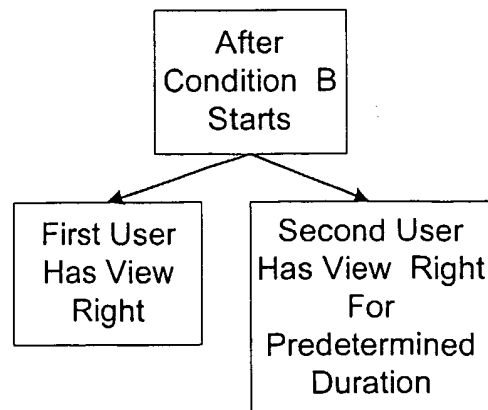 After
Condition B
Starts
First User
Has View
Right
Second User
Has View Right
For
Predetermined
Duration